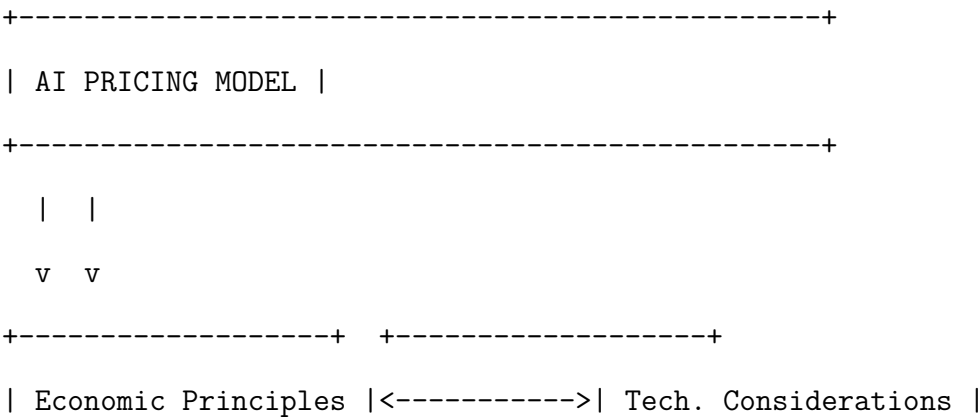 +-------------------------------------------------+
| AI PRICING MODEL |
+-------------------------------------------------+
| |
v v
+-------------------+ +-------------------+
| Economic Principles |<----------->| Tech. Considerations |